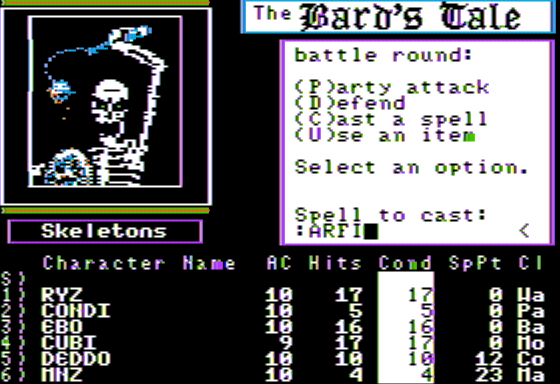 The Bard's Tale
battle round:
(P)arty attack
(D)efend
(C)ast a spell
(U)se an item
Select an option.
Spell to cast:
:ARFI <
Skeletons
Character Name AC Hits Cond SpPt Cl
S)
1) RYZ 10 17 17 0 Wa
2) CONDI 10 5 5 0 Pa
3) EBO 10 16 16 0 Ba
4) CUBI 9 17 17 0 Mo
5) DEDDO 10 10 10 12 Co
6) MNZ 10 4 4 23 Ma